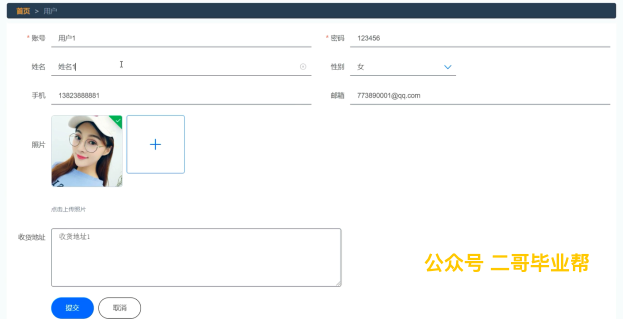 首页 > 用户
* 账号 用户1 * 密码 123456
姓名 姓名1 性别 女
手机 13823888881 邮箱 773890001@qq.com
照片
点击上传照片
收货地址 收货地址1
公众号 二哥毕业帮
提交 取消